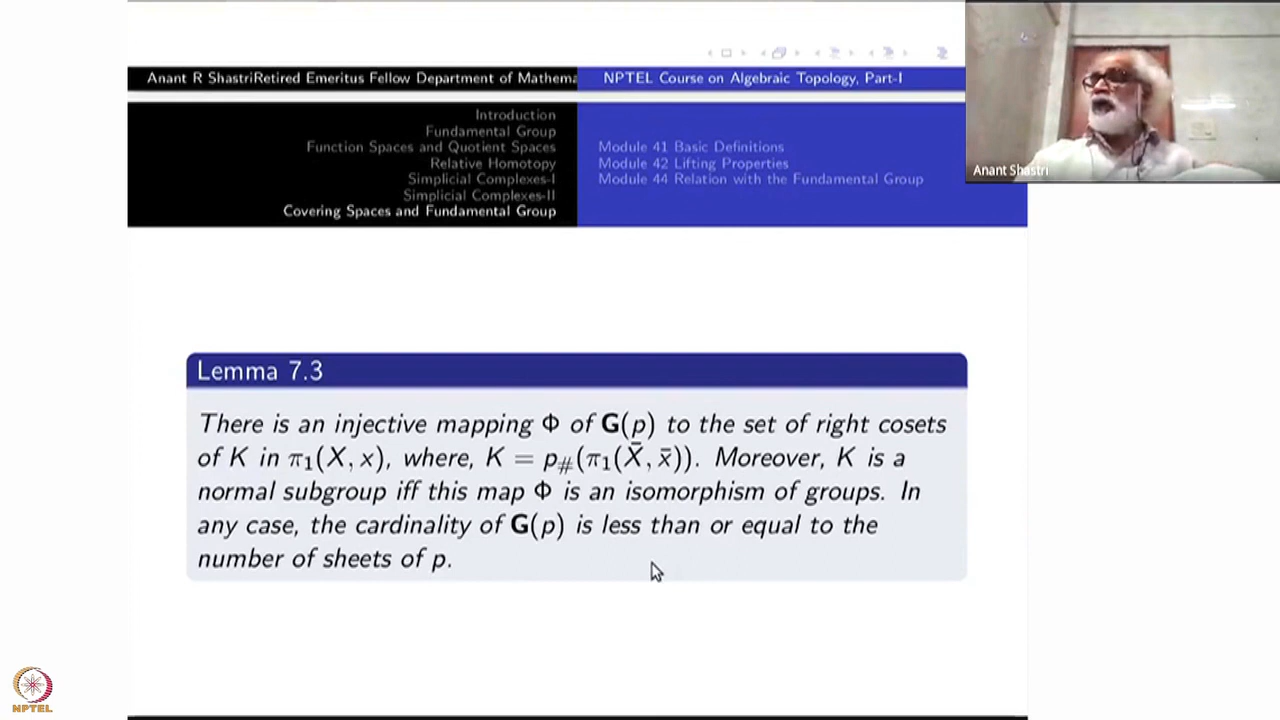 Anant R ShastriRetired Emeritus Fellow Department of Mathema
NPTEL Course on Algebraic Topology, Part-I
Introduction
Fundamental Group
Function Spaces and Quotient Spaces
Relative Homotopy
Simplicial Complexes-I
Simplicial Complexes-II
Covering Spaces and Fundamental Group
Module 41 Basic Definitions
Module 42 Lifting Properties
Module 44 Relation with the Fundamental Group
Anant Shastri
Lemma 7.3
There is an injective mapping Φ of G(p) to the set of right cosets
of K in π₁(X, x), where, K = p_#(π₁(X̄, x̄)). Moreover, K is a
normal subgroup iff this map Φ is an isomorphism of groups. In
any case, the cardinality of G(p) is less than or equal to the
number of sheets of p.
NPTEL